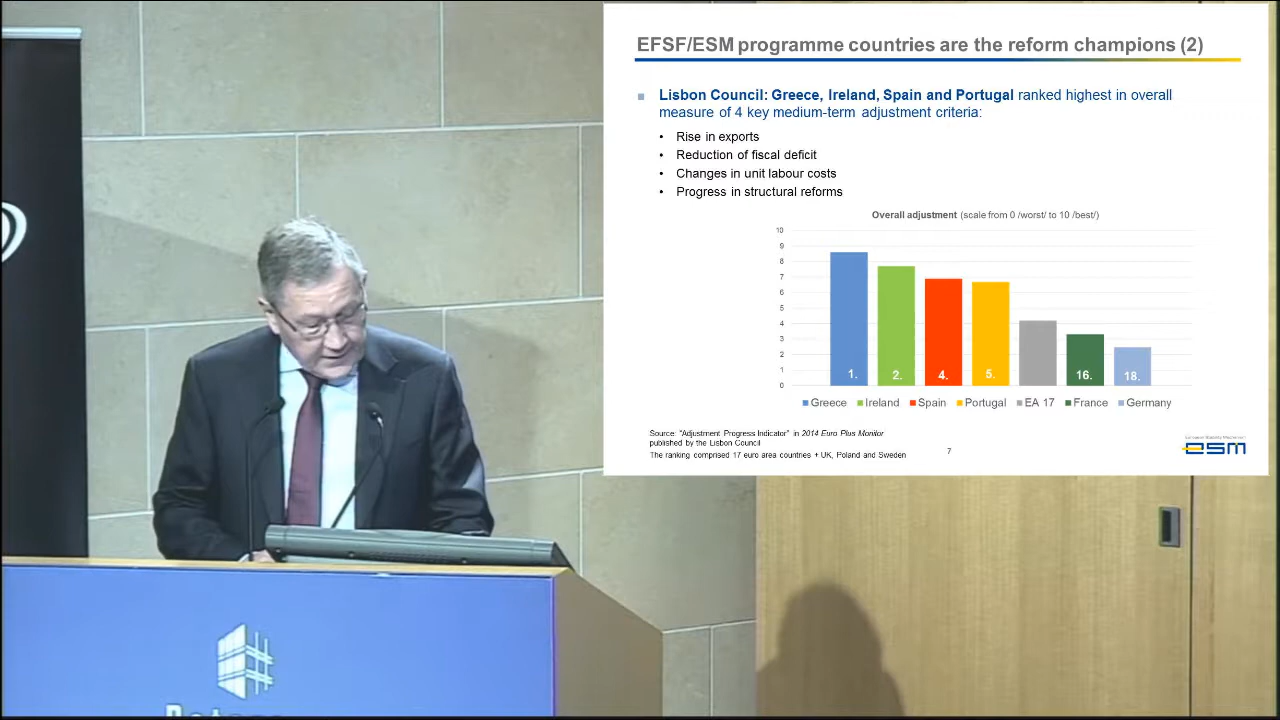 EFSF/ESM programme countries are the reform champions (2)
Lisbon Council: Greece, Ireland, Spain and Portugal ranked highest in overall
measure of 4 key medium-term adjustment criteria:
• Rise in exports
• Reduction of fiscal deficit
• Changes in unit labour costs
• Progress in structural reforms
Overall adjustment (scale from 0 /worst/ to 10 /best/)
10
9
8
7
6
5
4
3
2
1
0
1. 2. 4. 5. 16. 18.
Greece Ireland Spain Portugal EA 17 France Germany
Source: "Adjustment Progress Indicator" in 2014 Euro Plus Monitor
published by the Lisbon Council
The ranking comprised 17 euro area countries + UK, Poland and Sweden
7
European Stability Mechanism
esm